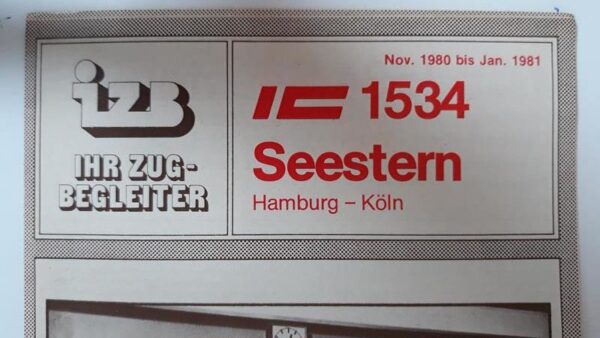 izb
IHR ZUG-
BEGLEITER
Nov. 1980 bis Jan. 1981
IC 1534
Seestern
Hamburg – Köln